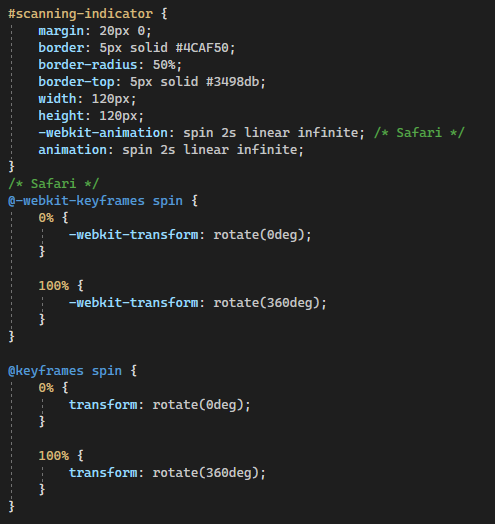 #scanning-indicator {
    margin: 20px 0;
    border: 5px solid #4CAF50;
    border-radius: 50%;
    border-top: 5px solid #3498db;
    width: 120px;
    height: 120px;
    -webkit-animation: spin 2s linear infinite; /* Safari */
    animation: spin 2s linear infinite;
}
/* Safari */
@-webkit-keyframes spin {
    0% {
        -webkit-transform: rotate(0deg);
    }

    100% {
        -webkit-transform: rotate(360deg);
    }
}

@keyframes spin {
    0% {
        transform: rotate(0deg);
    }

    100% {
        transform: rotate(360deg);
    }
}